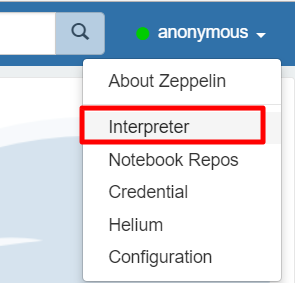 anonymous
About Zeppelin
Interpreter
Notebook Repos
Credential
Helium
Configuration